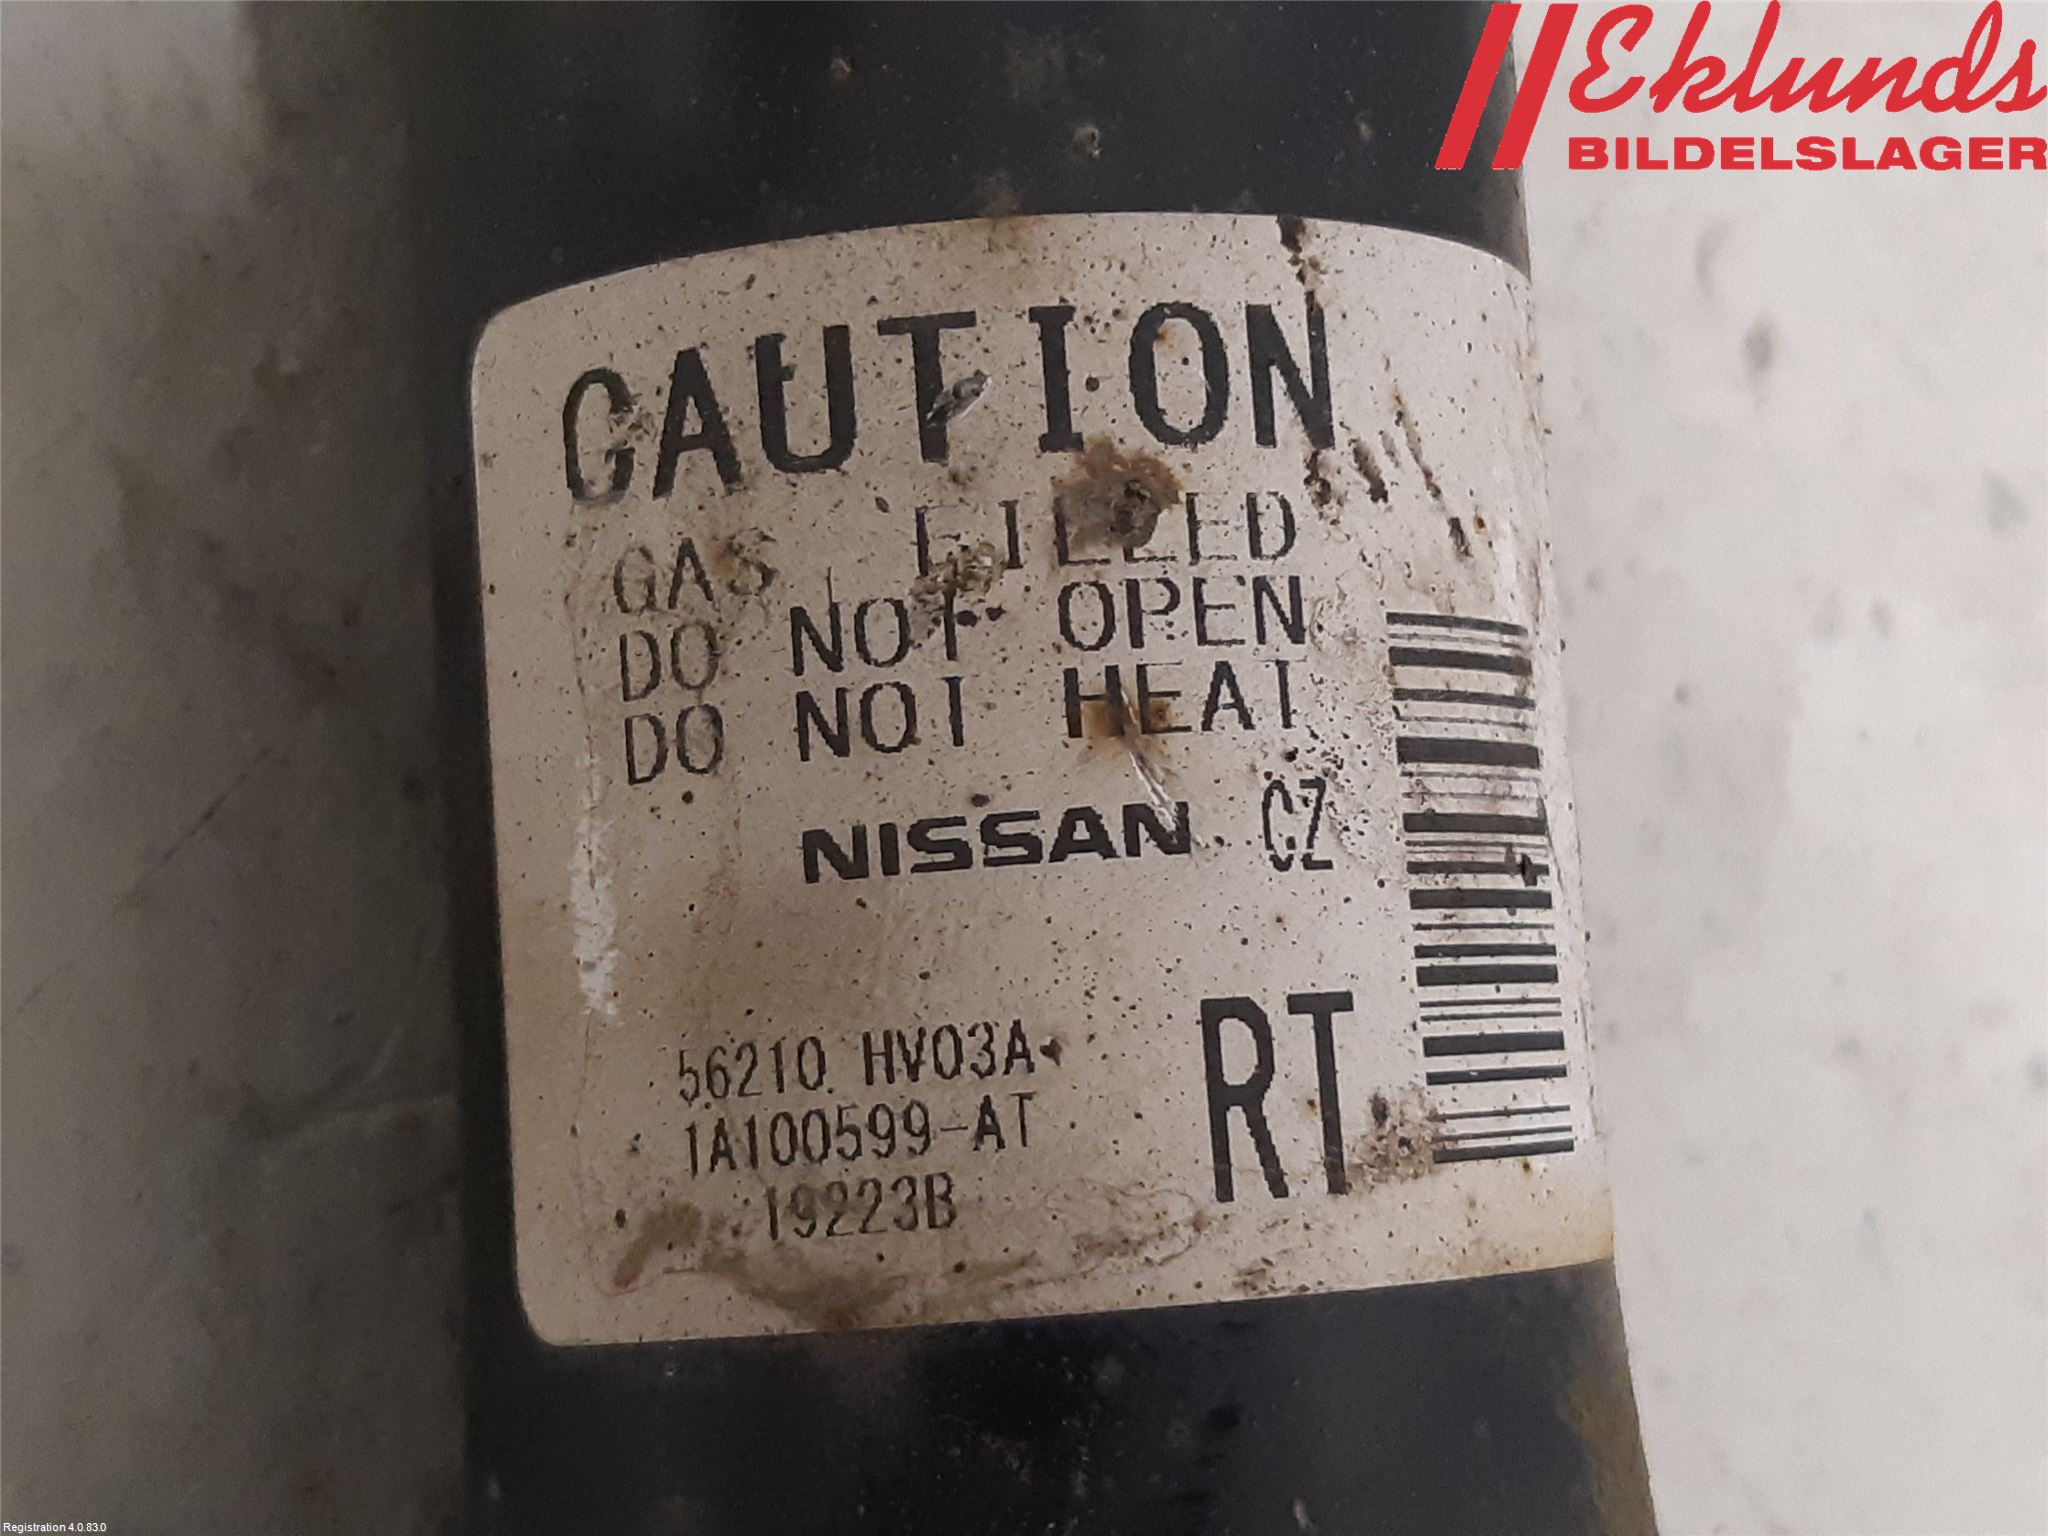 Eklunds
BILDELSLAGER
CAUTION
GAS FILLED
DO NOT OPEN
DO NOT HEAT
NISSAN CZ
56210 HV03A
RT
1A100599-AT
19223B
Registration 4.0.83.0